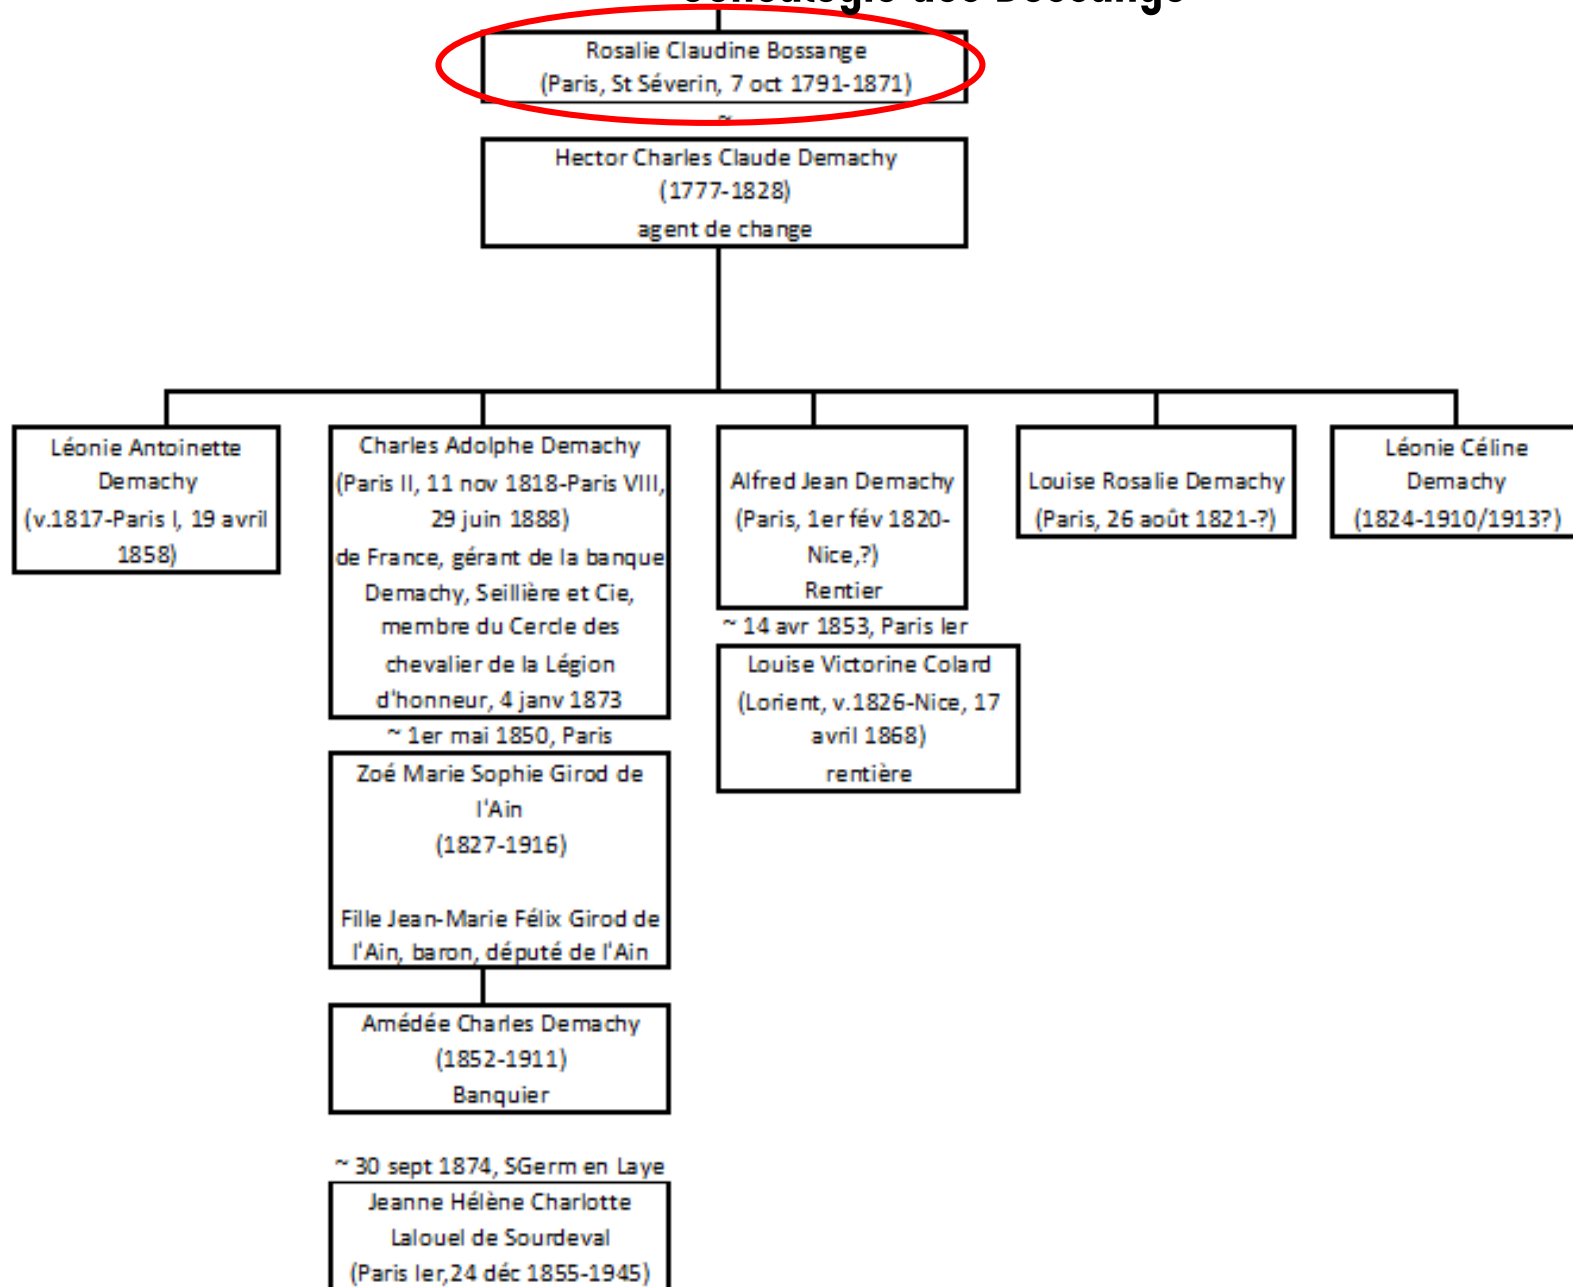 Rosalie Claudine Bossange
(Paris, St Séverin, 7 oct 1791-1871)
~
Hector Charles Claude Demachy
(1777-1828)
agent de change
Léonie Antoinette
Demachy
(v.1817-Paris I, 19 avril
1858)
Charles Adolphe Demachy
(Paris II, 11 nov 1818-Paris VIII,
29 juin 1888)
de France, gérant de la banque
Demachy, Seillière et Cie,
membre du Cercle des
chevalier de la Légion
d'honneur, 4 janv 1873
~ 1er mai 1850, Paris
Zoé Marie Sophie Girod de
l'Ain
(1827-1916)
Fille Jean-Marie Félix Girod de
l'Ain, baron, député de l'Ain
Amédée Charles Demachy
(1852-1911)
Banquier
~ 30 sept 1874, SGerm en Laye
Jeanne Hélène Charlotte
Lalouel de Sourdeval
(Paris Ier,24 déc 1855-1945)
Alfred Jean Demachy
(Paris, 1er fév 1820-
Nice,?)
Rentier
~ 14 avr 1853, Paris Ier
Louise Victorine Colard
(Lorient, v.1826-Nice, 17
avril 1868)
rentière
Louise Rosalie Demachy
(Paris, 26 août 1821-?)
Léonie Céline
Demachy
(1824-1910/1913?)